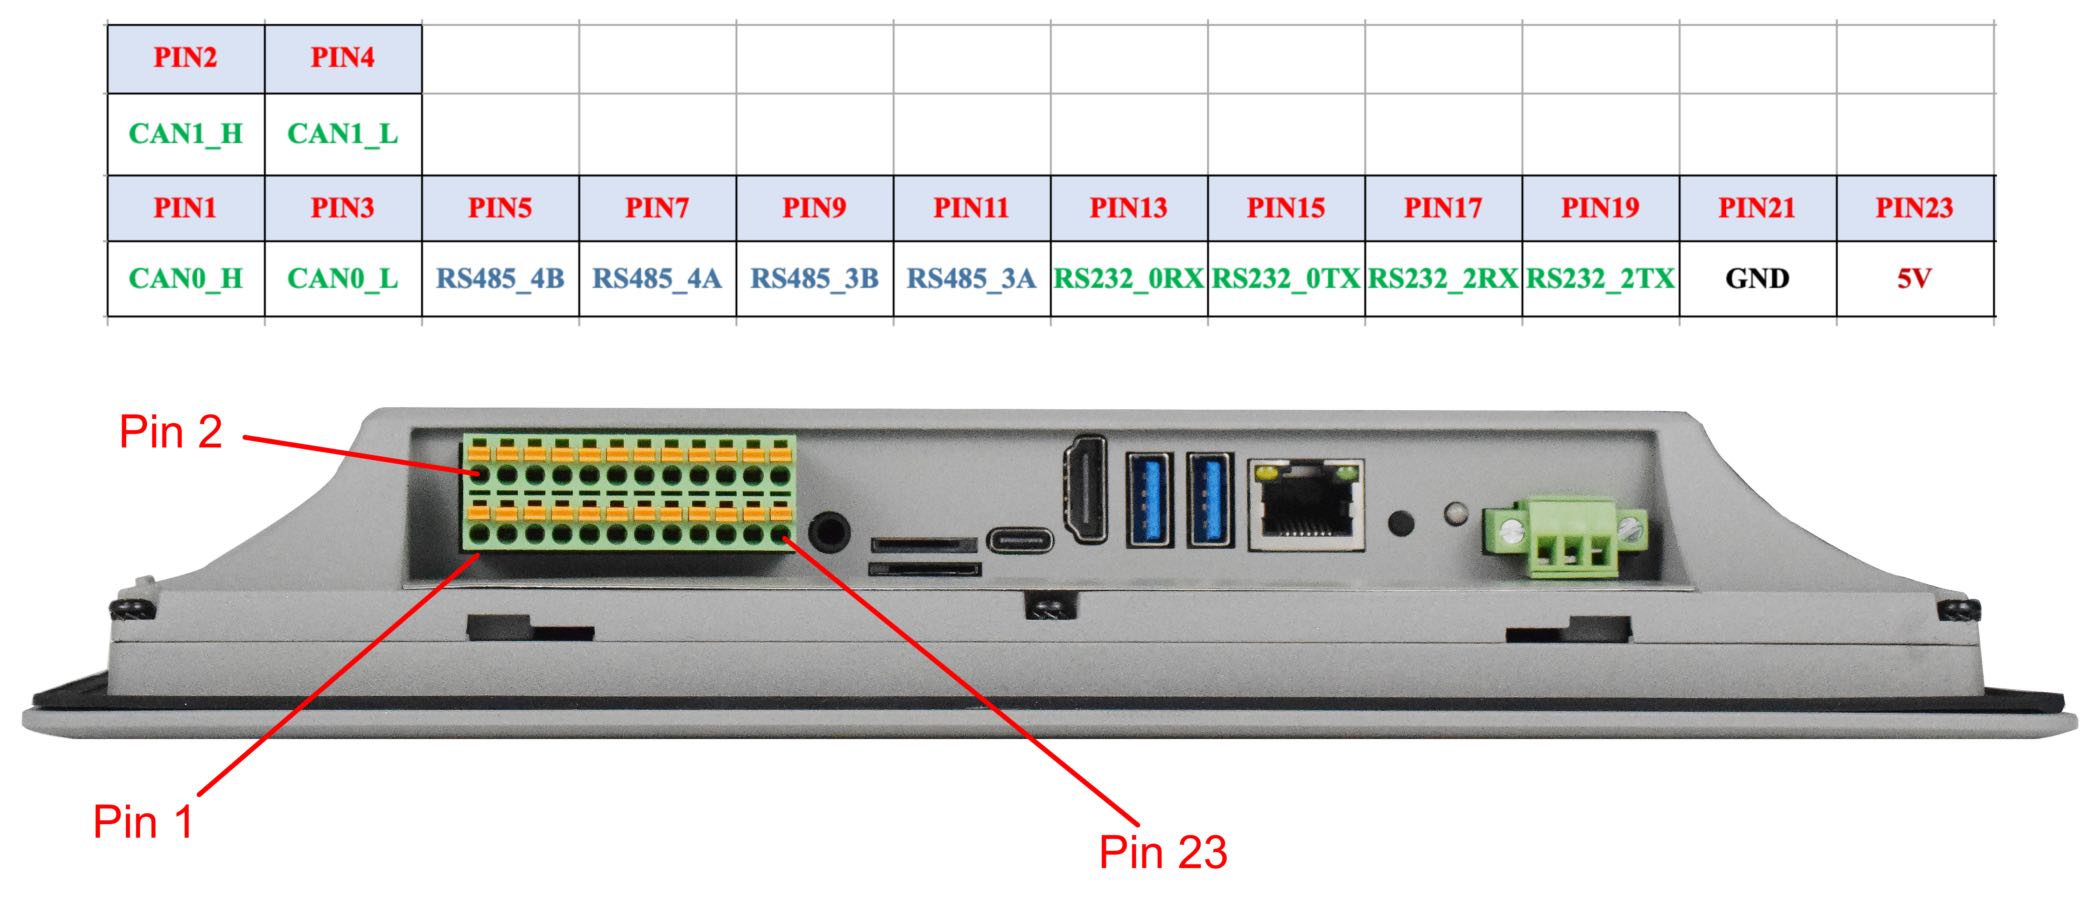 PIN2 PIN4
CAN1_H CAN1_L
PIN1 PIN3 PIN5 PIN7 PIN9 PIN11 PIN13 PIN15 PIN17 PIN19 PIN21 PIN23
CAN0_H CAN0_L RS485_4B RS485_4A RS485_3B RS485_3A RS232_0RX RS232_0TX RS232_2RX RS232_2TX GND 5V
Pin 2
Pin 1
Pin 23